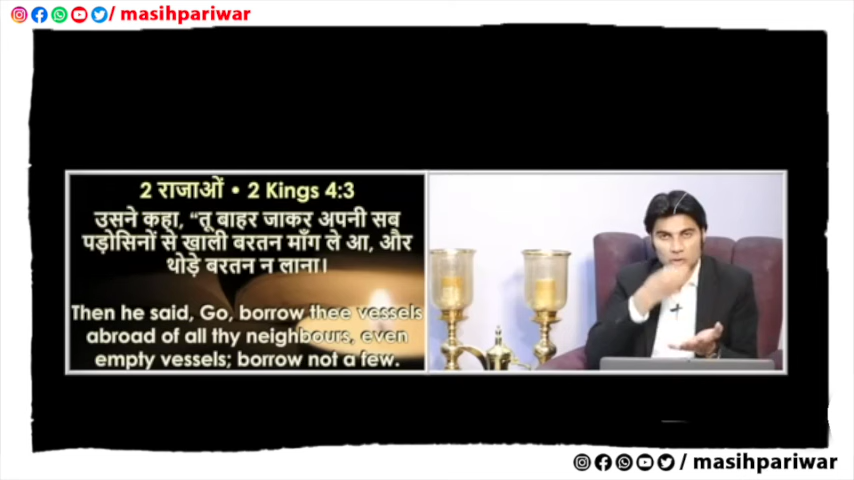 / masihpariwar
2 राजाओं • 2 Kings 4:3
उसने कहा, “तू बाहर जाकर अपनी सब
पड़ोसिनों से खाली बरतन माँग ले आ, और
थोड़े बरतन न लाना।
Then he said, Go, borrow thee vessels
abroad of all thy neighbours, even
empty vessels; borrow not a few.
/ masihpariwar